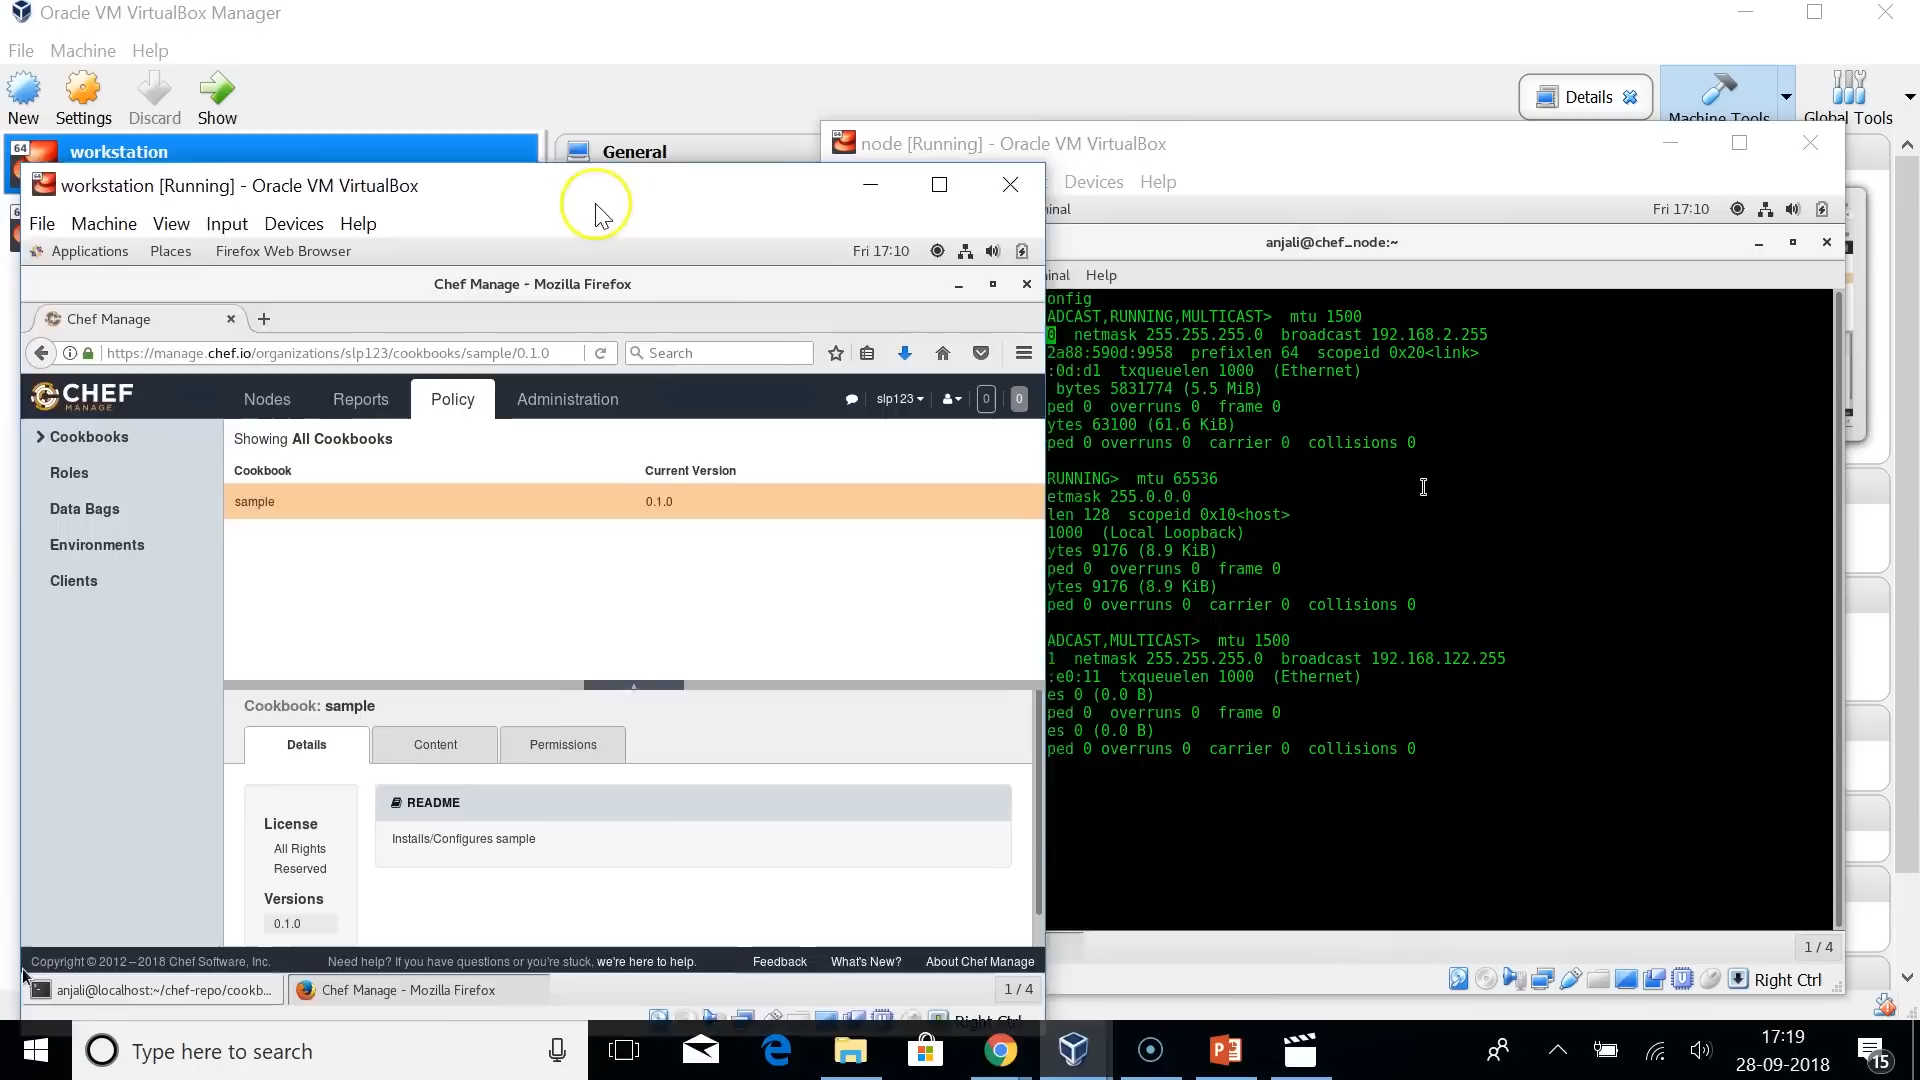 Oracle VM VirtualBox Manager
File Machine Help
New Settings Discard Show
Details
Machine Tools
Global Tools
64 workstation
General
node [Running] - Oracle VM VirtualBox
Devices Help
Fri 17:10
anjali@chef_node:~
Help
onfig
ADCAST,RUNNING,MULTICAST> mtu 1500
0 netmask 255.255.255.0 broadcast 192.168.2.255
2a88:590d:9958 prefixlen 64 scopeid 0x20<link>
:0d:d1 txqueuelen 1000 (Ethernet)
bytes 5831774 (5.5 MiB)
ped 0 overruns 0 frame 0
ytes 63100 (61.6 KiB)
ped 0 overruns 0 carrier 0 collisions 0
RUNNING> mtu 65536
etmask 255.0.0.0
len 128 scopeid 0x10<host>
1000 (Local Loopback)
ytes 9176 (8.9 KiB)
ped 0 overruns 0 frame 0
ytes 9176 (8.9 KiB)
ped 0 overruns 0 carrier 0 collisions 0
ADCAST,MULTICAST> mtu 1500
1 netmask 255.255.255.0 broadcast 192.168.122.255
:e0:11 txqueuelen 1000 (Ethernet)
es 0 (0.0 B)
ped 0 overruns 0 frame 0
es 0 (0.0 B)
ped 0 overruns 0 carrier 0 collisions 0
1 / 4
Right Ctrl
workstation [Running] - Oracle VM VirtualBox
File Machine View Input Devices Help
Applications Places Firefox Web Browser Fri 17:10
Chef Manage - Mozilla Firefox
Chef Manage
https://manage.chef.io/organizations/slp123/cookbooks/sample/0.1.0
Search
CHEF
MANAGE
Nodes Reports Policy Administration
slp123
0 0
Cookbooks
Roles
Data Bags
Environments
Clients
Showing All Cookbooks
Cookbook Current Version
sample 0.1.0
Cookbook: sample
Details Content Permissions
License
All Rights
Reserved
Versions
0.1.0
README
Installs/Configures sample
Copyright © 2012–2018 Chef Software, Inc.
Need help? If you have questions or you're stuck, we're here to help.
Feedback What's New? About Chef Manage
anjali@localhost:~/chef-repo/cookb...
Chef Manage - Mozilla Firefox
1 / 4
Right Ctrl
Type here to search
17:19
28-09-2018
15